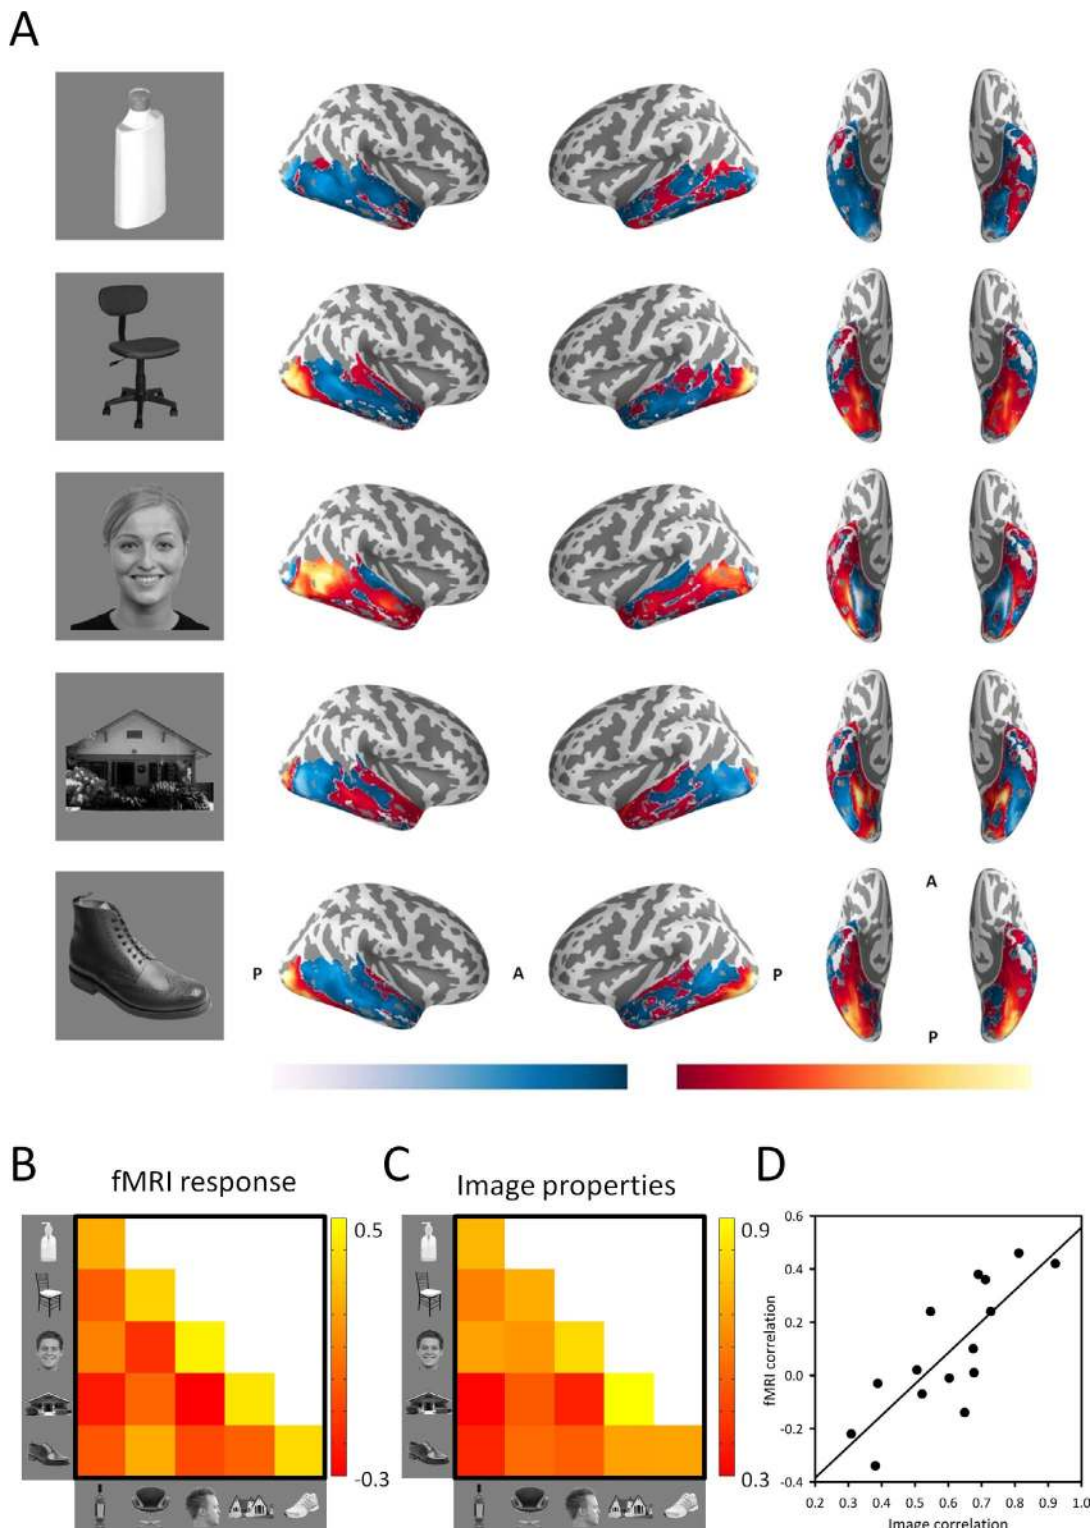 A
P
A
P
A
P
B
fMRI response
0.5
-0.3
C
Image properties
0.9
0.3
D
fMRI correlation
0.6
0.4
0.2
0.0
-0.2
-0.4
0.2 0.3 0.4 0.5 0.6 0.7 0.8 0.9 1.0
Image correlation